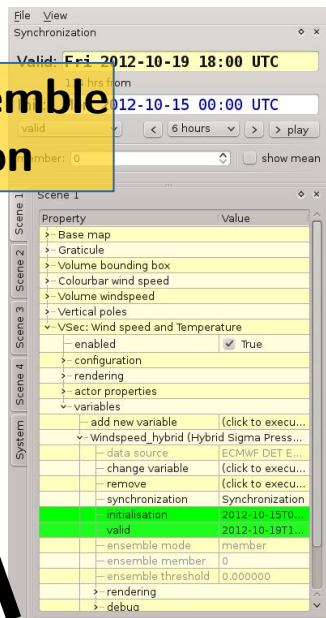 File View
Synchronization
Valid: Fri 2012-10-19 18:00 UTC
hrs from
emble
2012-10-15 00:00 UTC
valid < 6 hours > > play
on
member: 0 show mean
Scene 1
Scene 1
Scene 2
Scene 3
Scene 4
System
Property Value
Base map
Graticule
Volume bounding box
Colourbar wind speed
Volume windspeed
Vertical poles
VSec: Wind speed and Temperature
enabled True
configuration
rendering
actor properties
variables
add new variable (click to execu...
Windspeed_hybrid (Hybrid Sigma Press...
data source ECMWF DET E...
change variable (click to execu...
remove (click to execu...
synchronization Synchronization
initialisation 2012-10-15T0...
valid 2012-10-19T1...
ensemble mode member
ensemble member 0
ensemble threshold 0.000000
rendering
debug